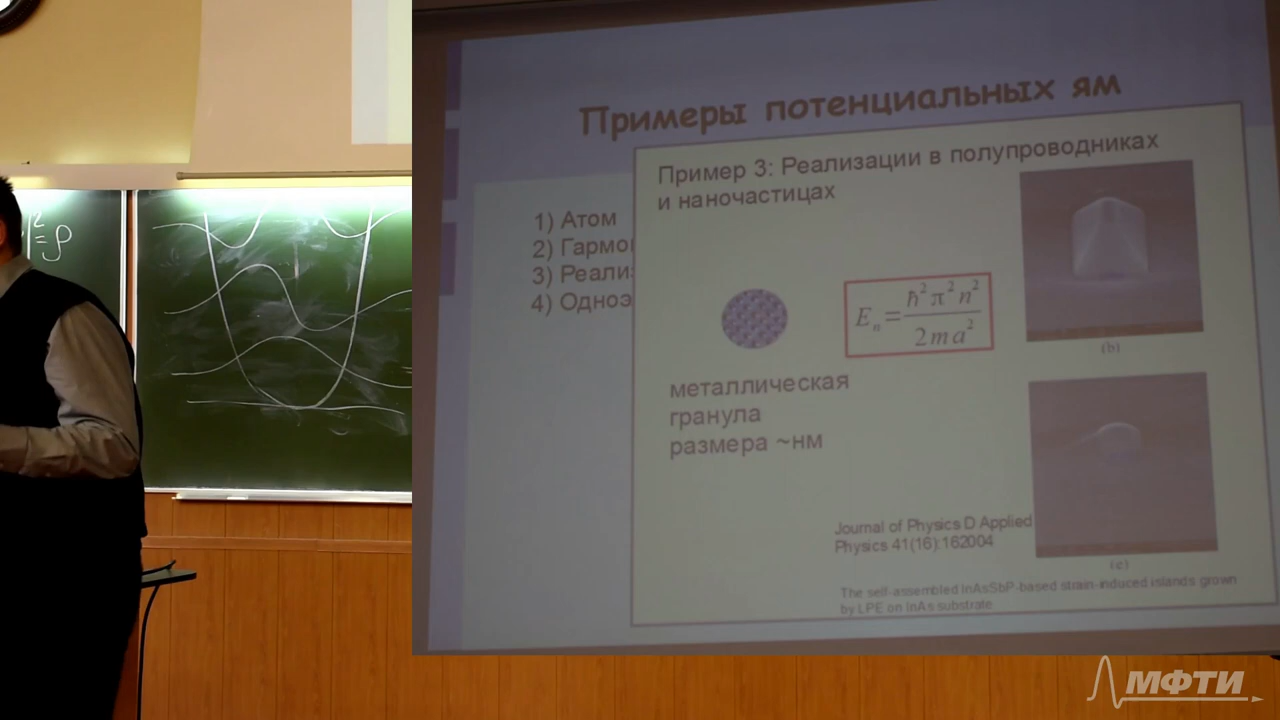 |²=ρ
Примеры потенциальных ям
1) Атом
2) Гармо
3) Реали
4) Одноэ
Пример 3: Реализации в полупроводниках
и наночастицах
Eₙ = ħ²π²n² / 2ma²
(b)
металлическая
гранула
размера ~нм
Journal of Physics D Applied
Physics 41(16):162004
(c)
The self-assembled InAsSbP-based strain-induced islands grown
by LPE on InAs substrate
МФТИ